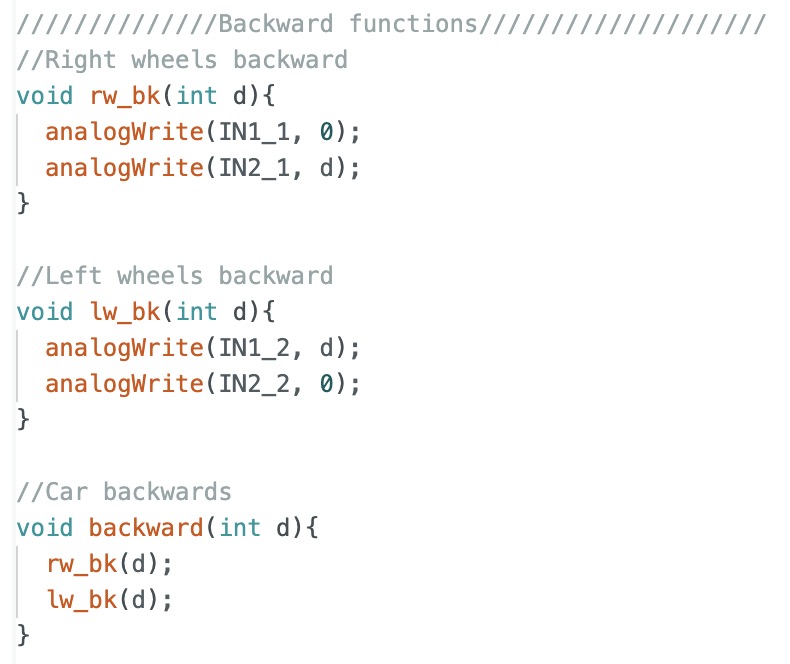 //////////////Backward functions////////////////////
//Right wheels backward
void rw_bk(int d){
  analogWrite(IN1_1, 0);
  analogWrite(IN2_1, d);
}

//Left wheels backward
void lw_bk(int d){
  analogWrite(IN1_2, d);
  analogWrite(IN2_2, 0);
}

//Car backwards
void backward(int d){
  rw_bk(d);
  lw_bk(d);
}